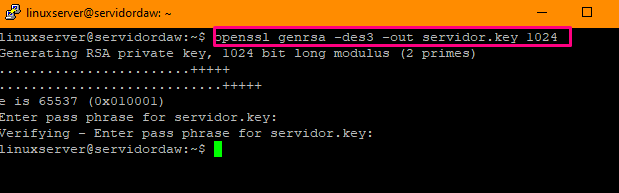 linuxserver@servidordaw: ~
linuxserver@servidordaw:~$ openssl genrsa -des3 -out servidor.key 1024
Generating RSA private key, 1024 bit long modulus (2 primes)
........................+++++
............................+++++
e is 65537 (0x010001)
Enter pass phrase for servidor.key:
Verifying - Enter pass phrase for servidor.key:
linuxserver@servidordaw:~$